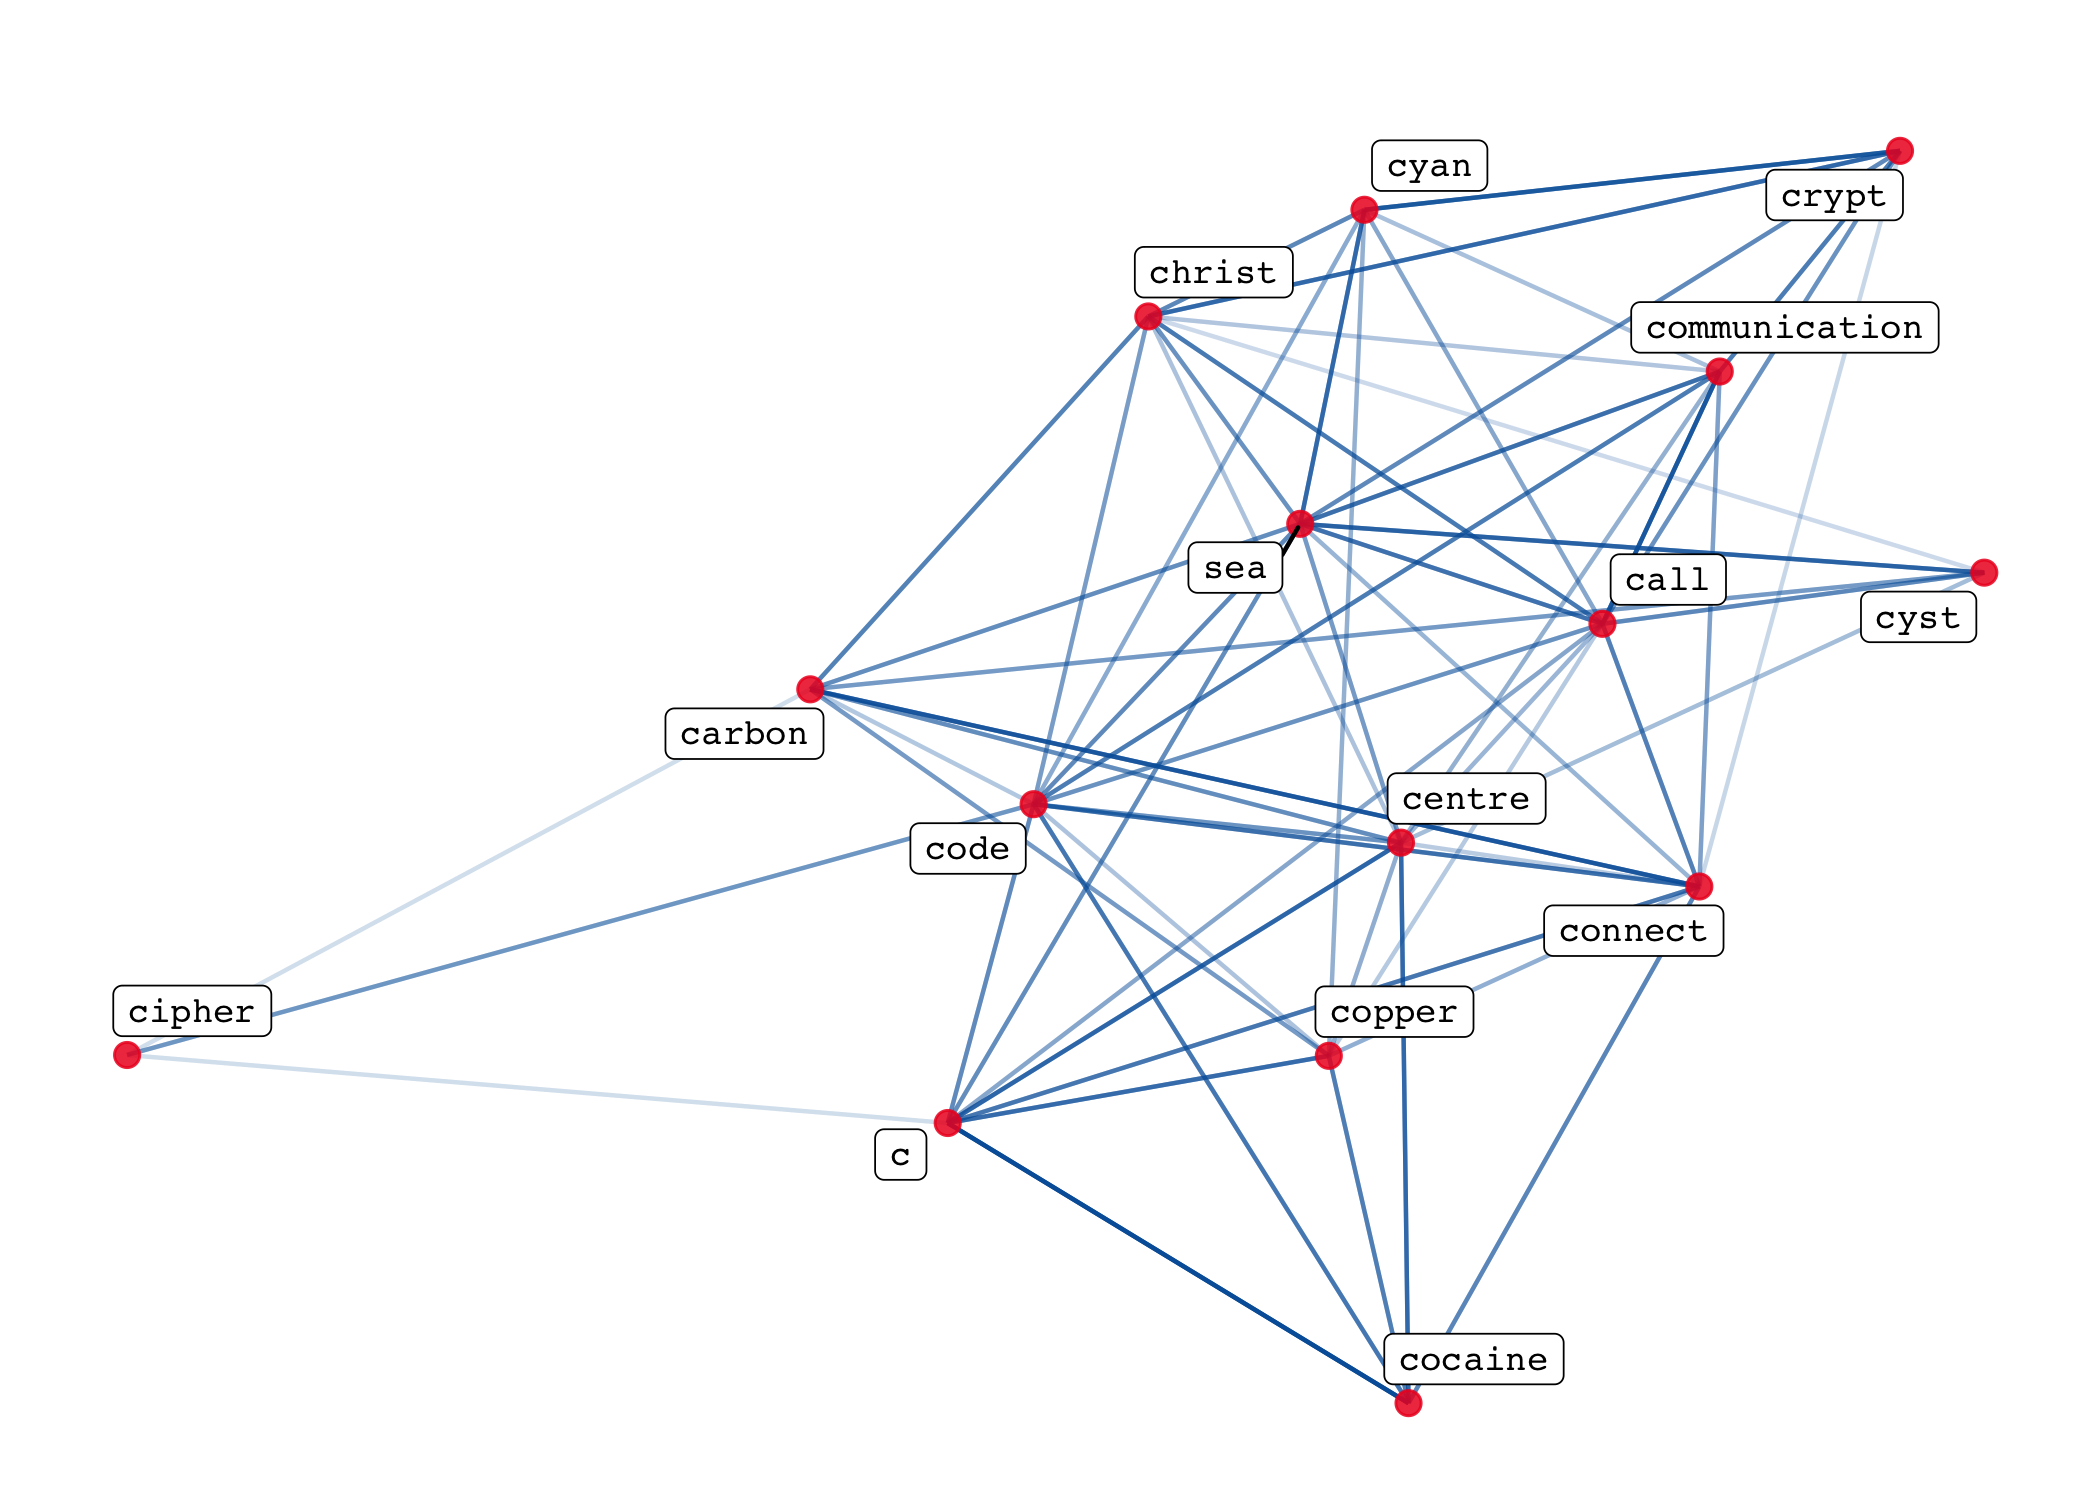 cyan
crypt
christ
communication
sea
call
cyst
carbon
centre
code
connect
cipher
copper
c
cocaine